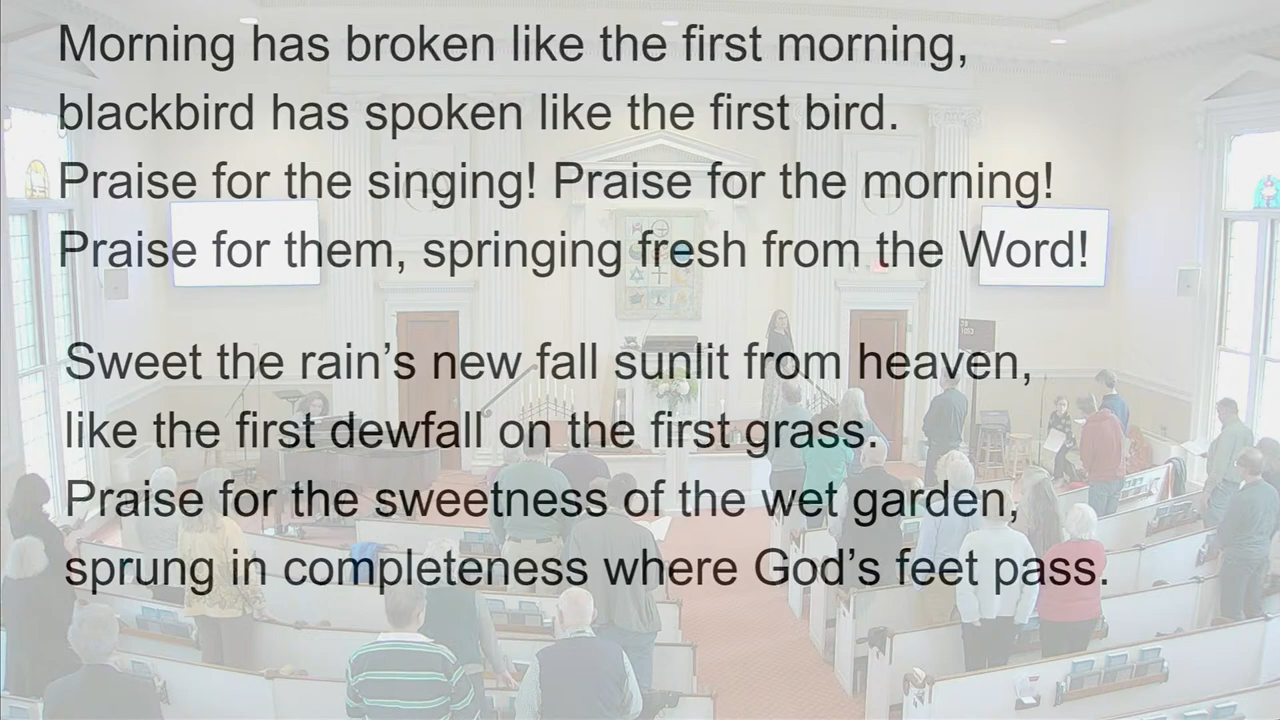 Morning has broken like the first morning,
blackbird has spoken like the first bird.
Praise for the singing! Praise for the morning!
Praise for them, springing fresh from the Word!
Sweet the rain’s new fall sunlit from heaven,
like the first dewfall on the first grass.
Praise for the sweetness of the wet garden,
sprung in completeness where God’s feet pass.